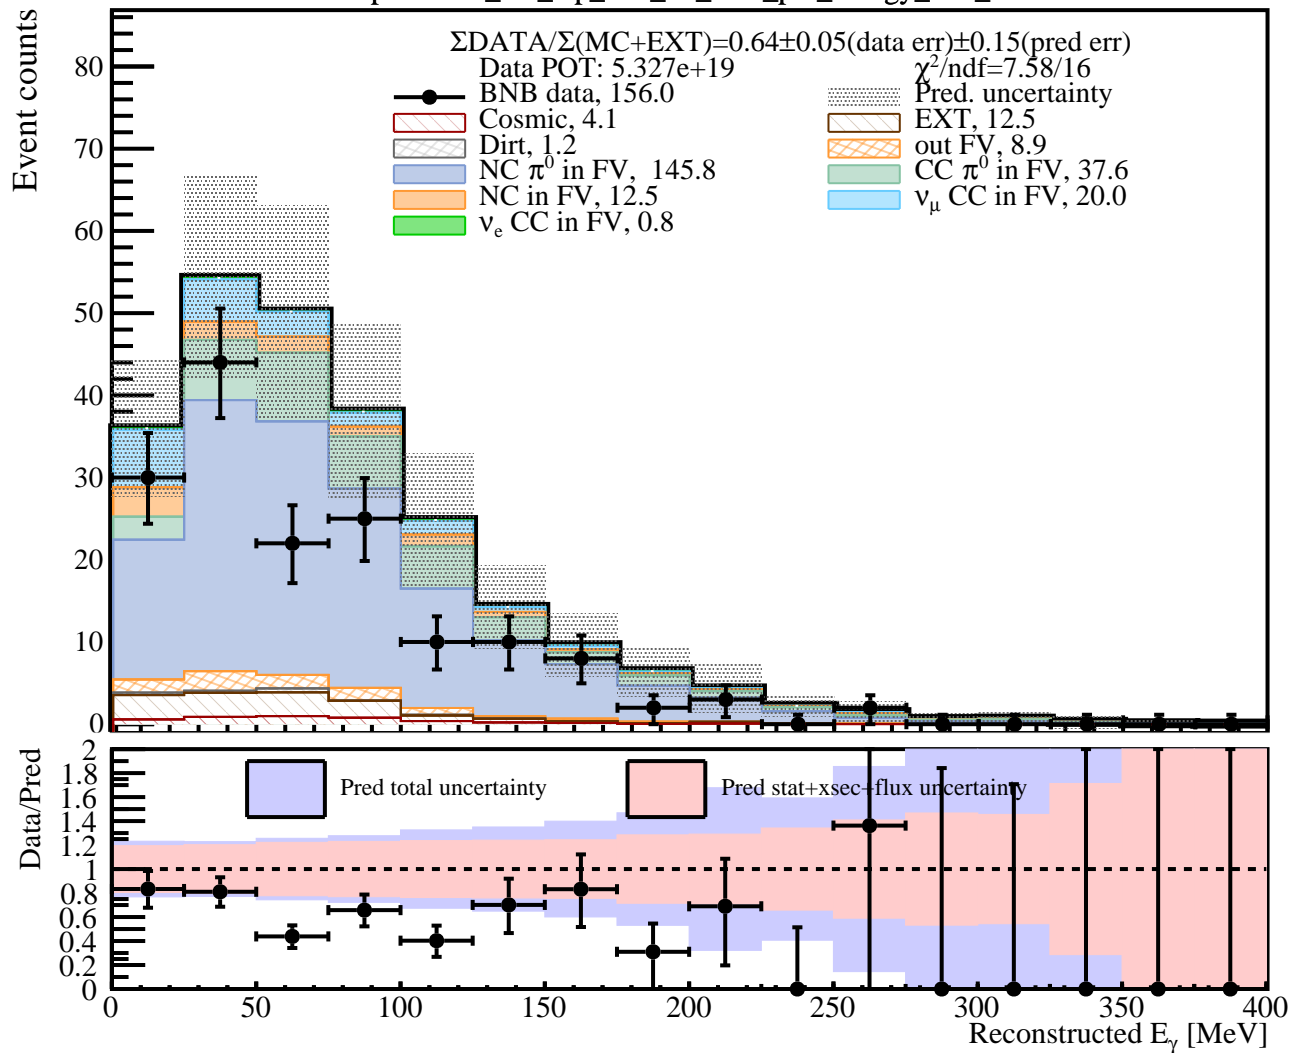 ΣDATA/Σ(MC+EXT)=0.64±0.05(data err)±0.15(pred err)
Data POT: 5.327e+19 χ²/ndf=7.58/16
BNB data, 156.0 Pred. uncertainty
Cosmic, 4.1 EXT, 12.5
Dirt, 1.2 out FV, 8.9
NC π⁰ in FV, 145.8 CC π⁰ in FV, 37.6
NC in FV, 12.5 ν_μ CC in FV, 20.0
ν_e CC in FV, 0.8
Event counts
80
70
60
50
40
30
20
10
0
Pred total uncertainty Pred stat+xsec+flux uncertainty
Data/Pred
2
1.8
1.6
1.4
1.2
1
0.8
0.6
0.4
0.2
0
0 50 100 150 200 250 300 350 400
Reconstructed E_γ [MeV]